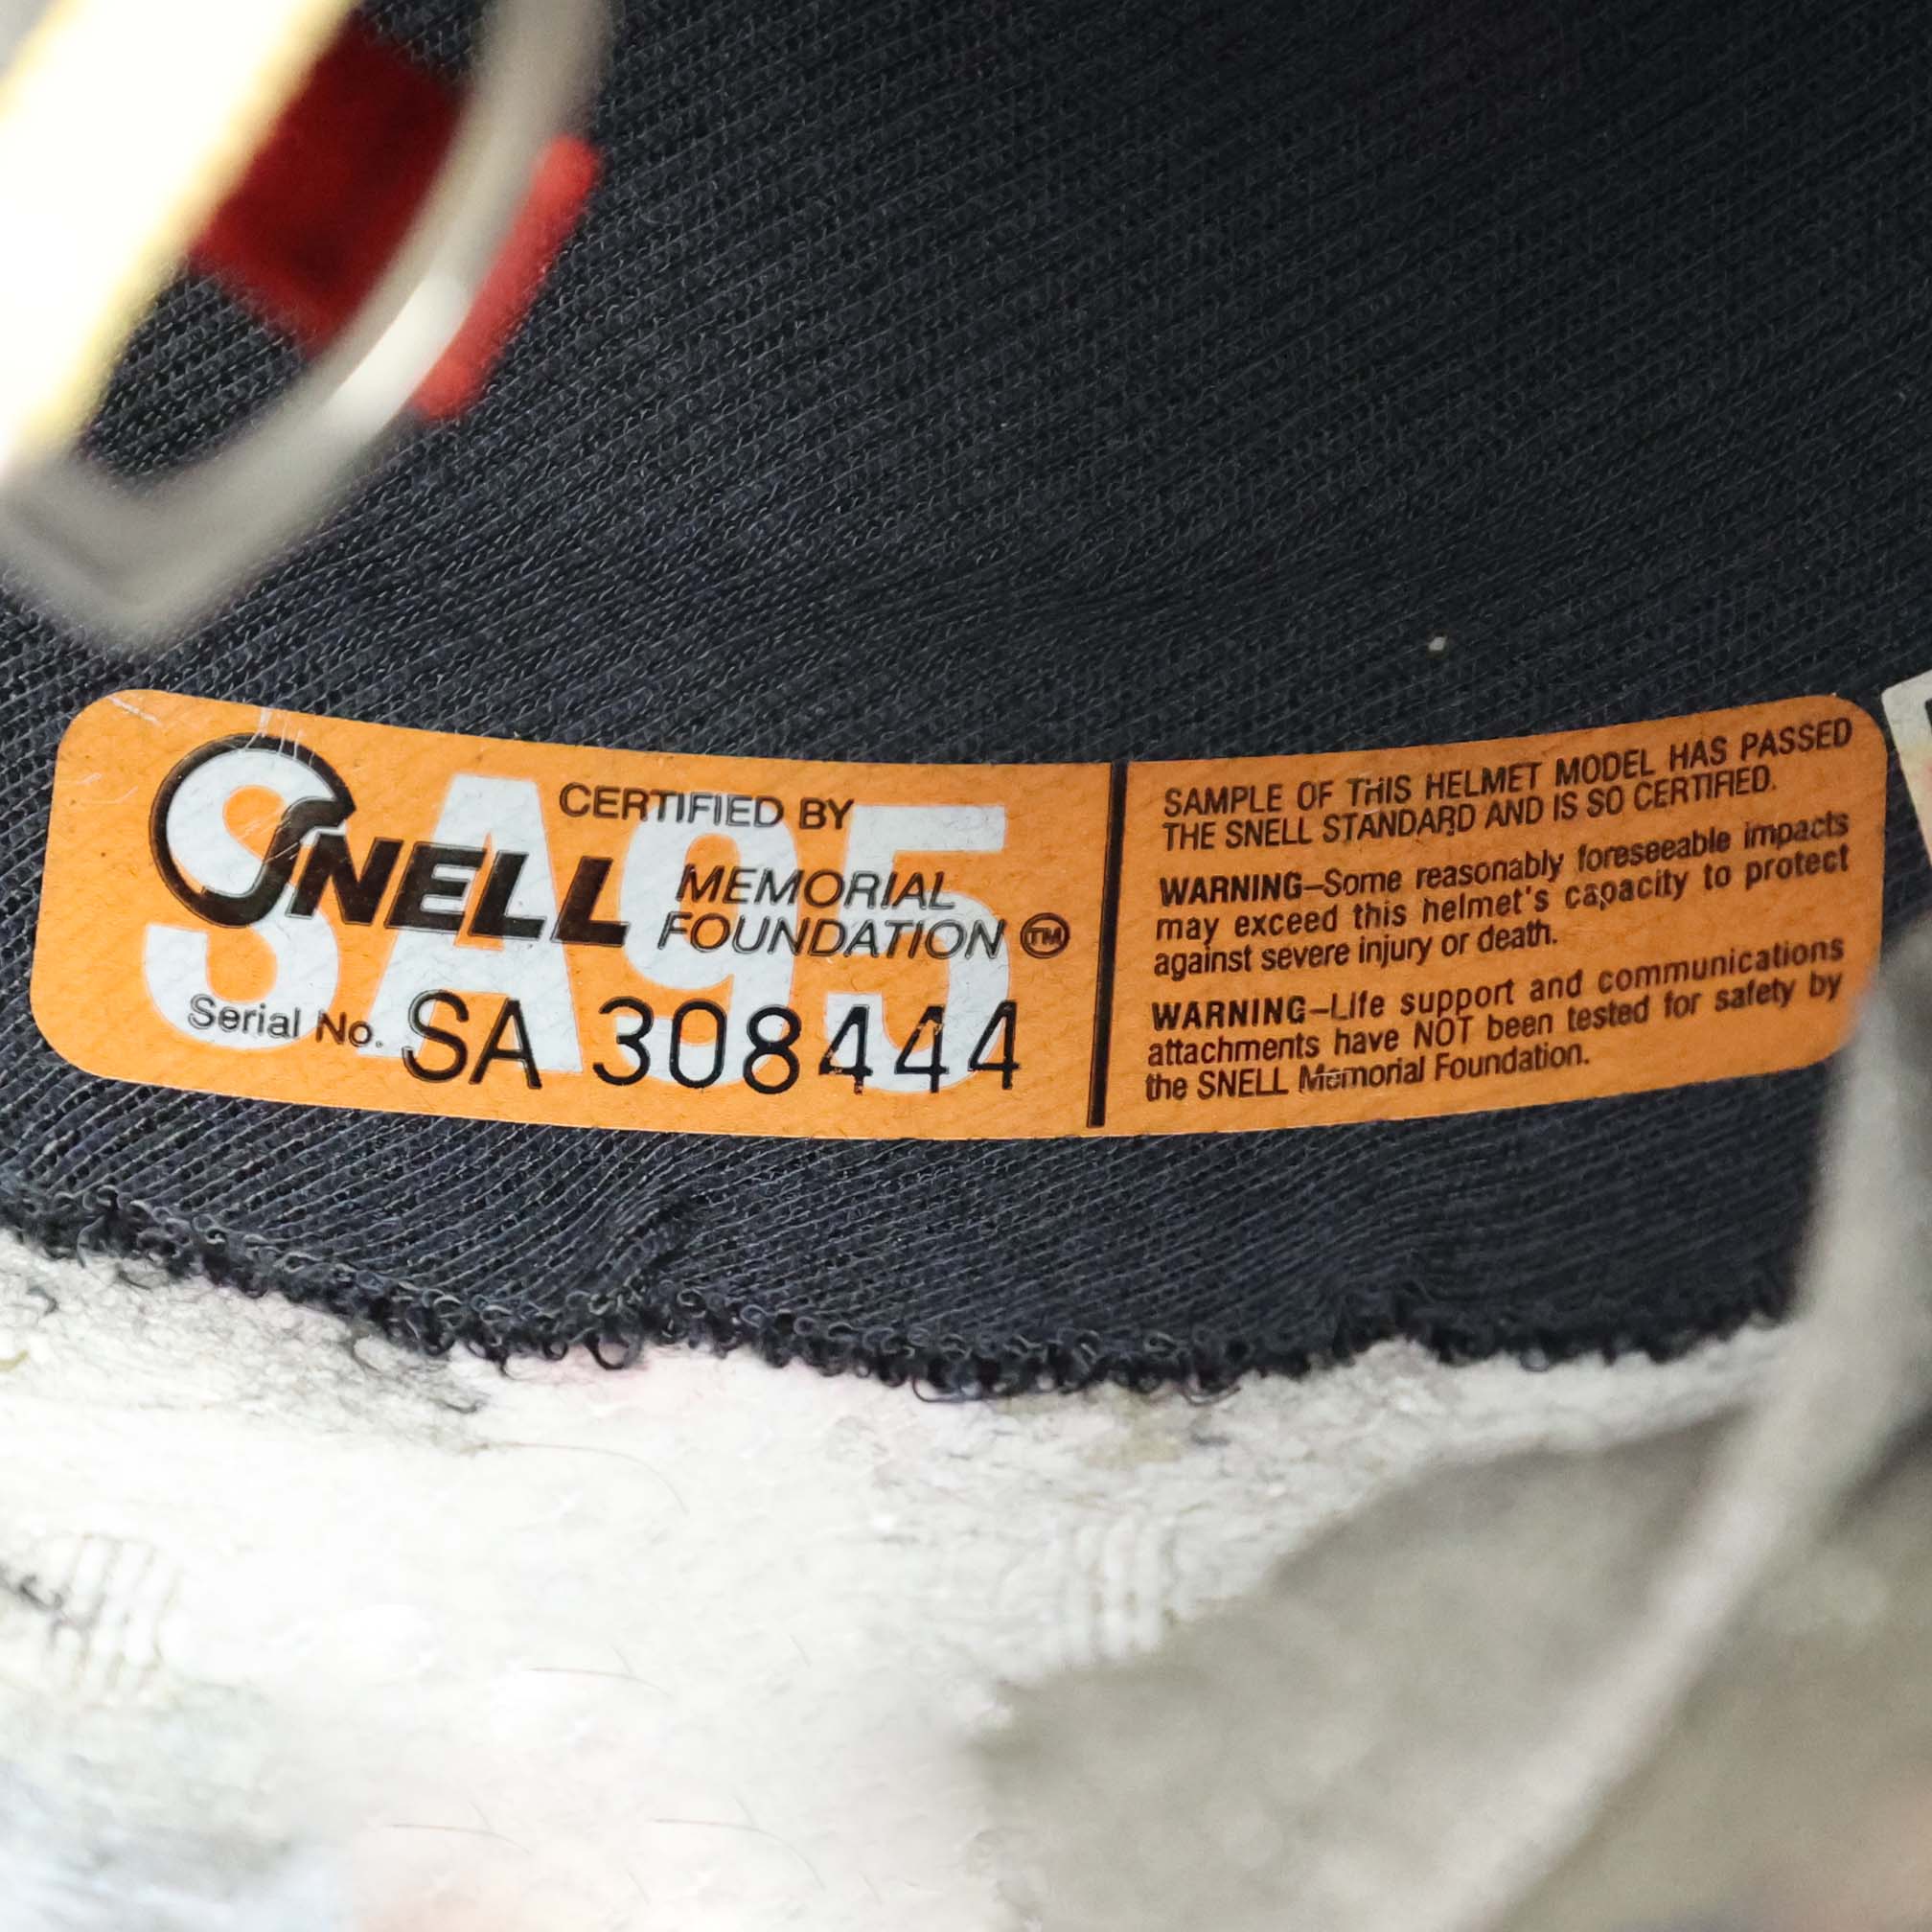 SA95
CERTIFIED BY
SNELL MEMORIAL
FOUNDATION TM
Serial No. SA 308444
SAMPLE OF THIS HELMET MODEL HAS PASSED
THE SNELL STANDARD AND IS SO CERTIFIED.
WARNING–Some reasonably foreseeable impacts
may exceed this helmet's capacity to protect
against severe injury or death.
WARNING–Life support and communications
attachments have NOT been tested for safety by
the SNELL Memorial Foundation.